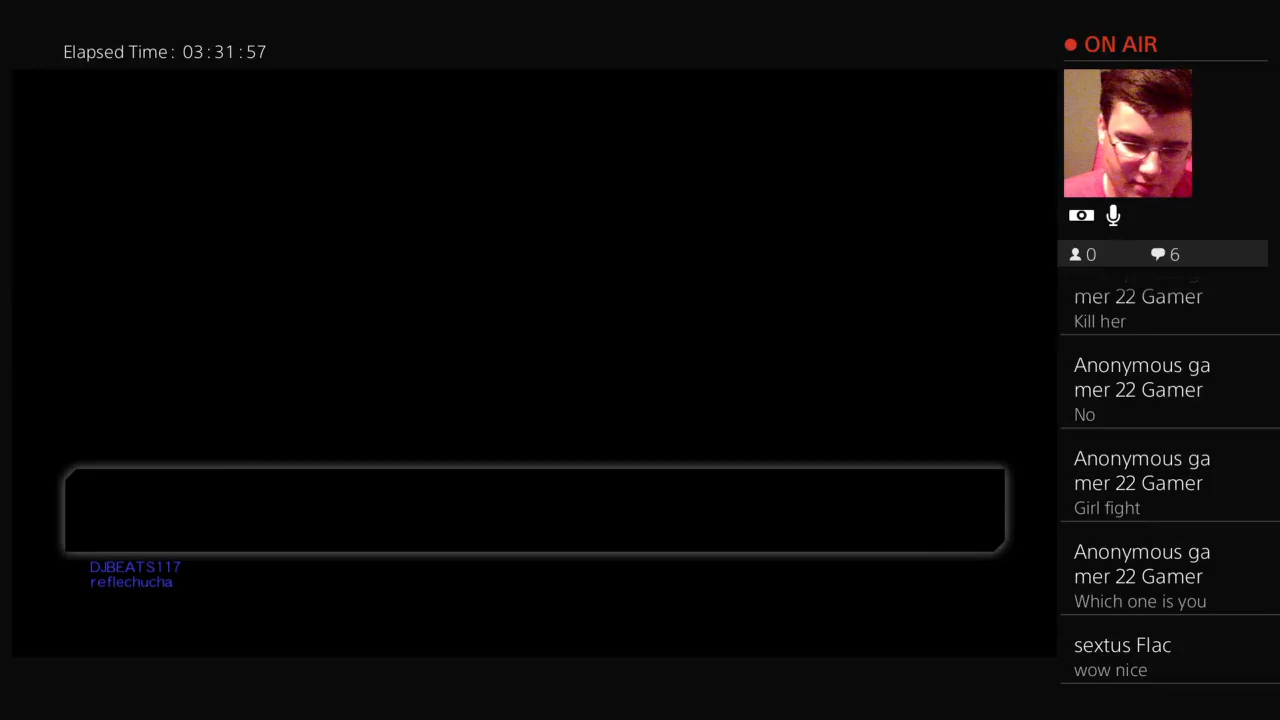 Elapsed Time: 03:31:57
ON AIR
0 6
mer 22 Gamer
Kill her
Anonymous ga
mer 22 Gamer
No
Anonymous ga
mer 22 Gamer
Girl fight
Anonymous ga
mer 22 Gamer
Which one is you
sextus Flac
wow nice
DJBEATS117
reflechucha